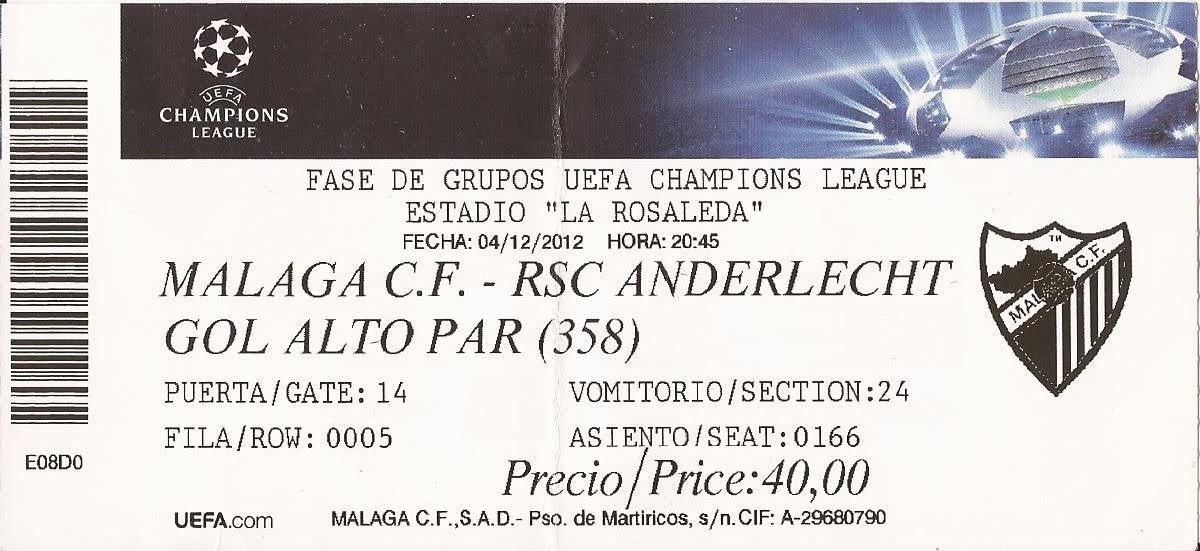 UEFA
CHAMPIONS
LEAGUE
FASE DE GRUPOS UEFA CHAMPIONS LEAGUE
ESTADIO "LA ROSALEDA"
FECHA: 04/12/2012 HORA: 20:45
MALAGA C.F. - RSC ANDERLECHT
TM
MALAGA C.F.
GOL ALTO PAR (358)
PUERTA/GATE: 14 VOMITORIO/SECTION:24
FILA/ROW: 0005 ASIENTO/SEAT:0166
E08D0
Precio/Price:40,00
UEFA.com MALAGA C.F.,S.A.D.- Pso. de Martiricos, s/n.CIF: A-29680790